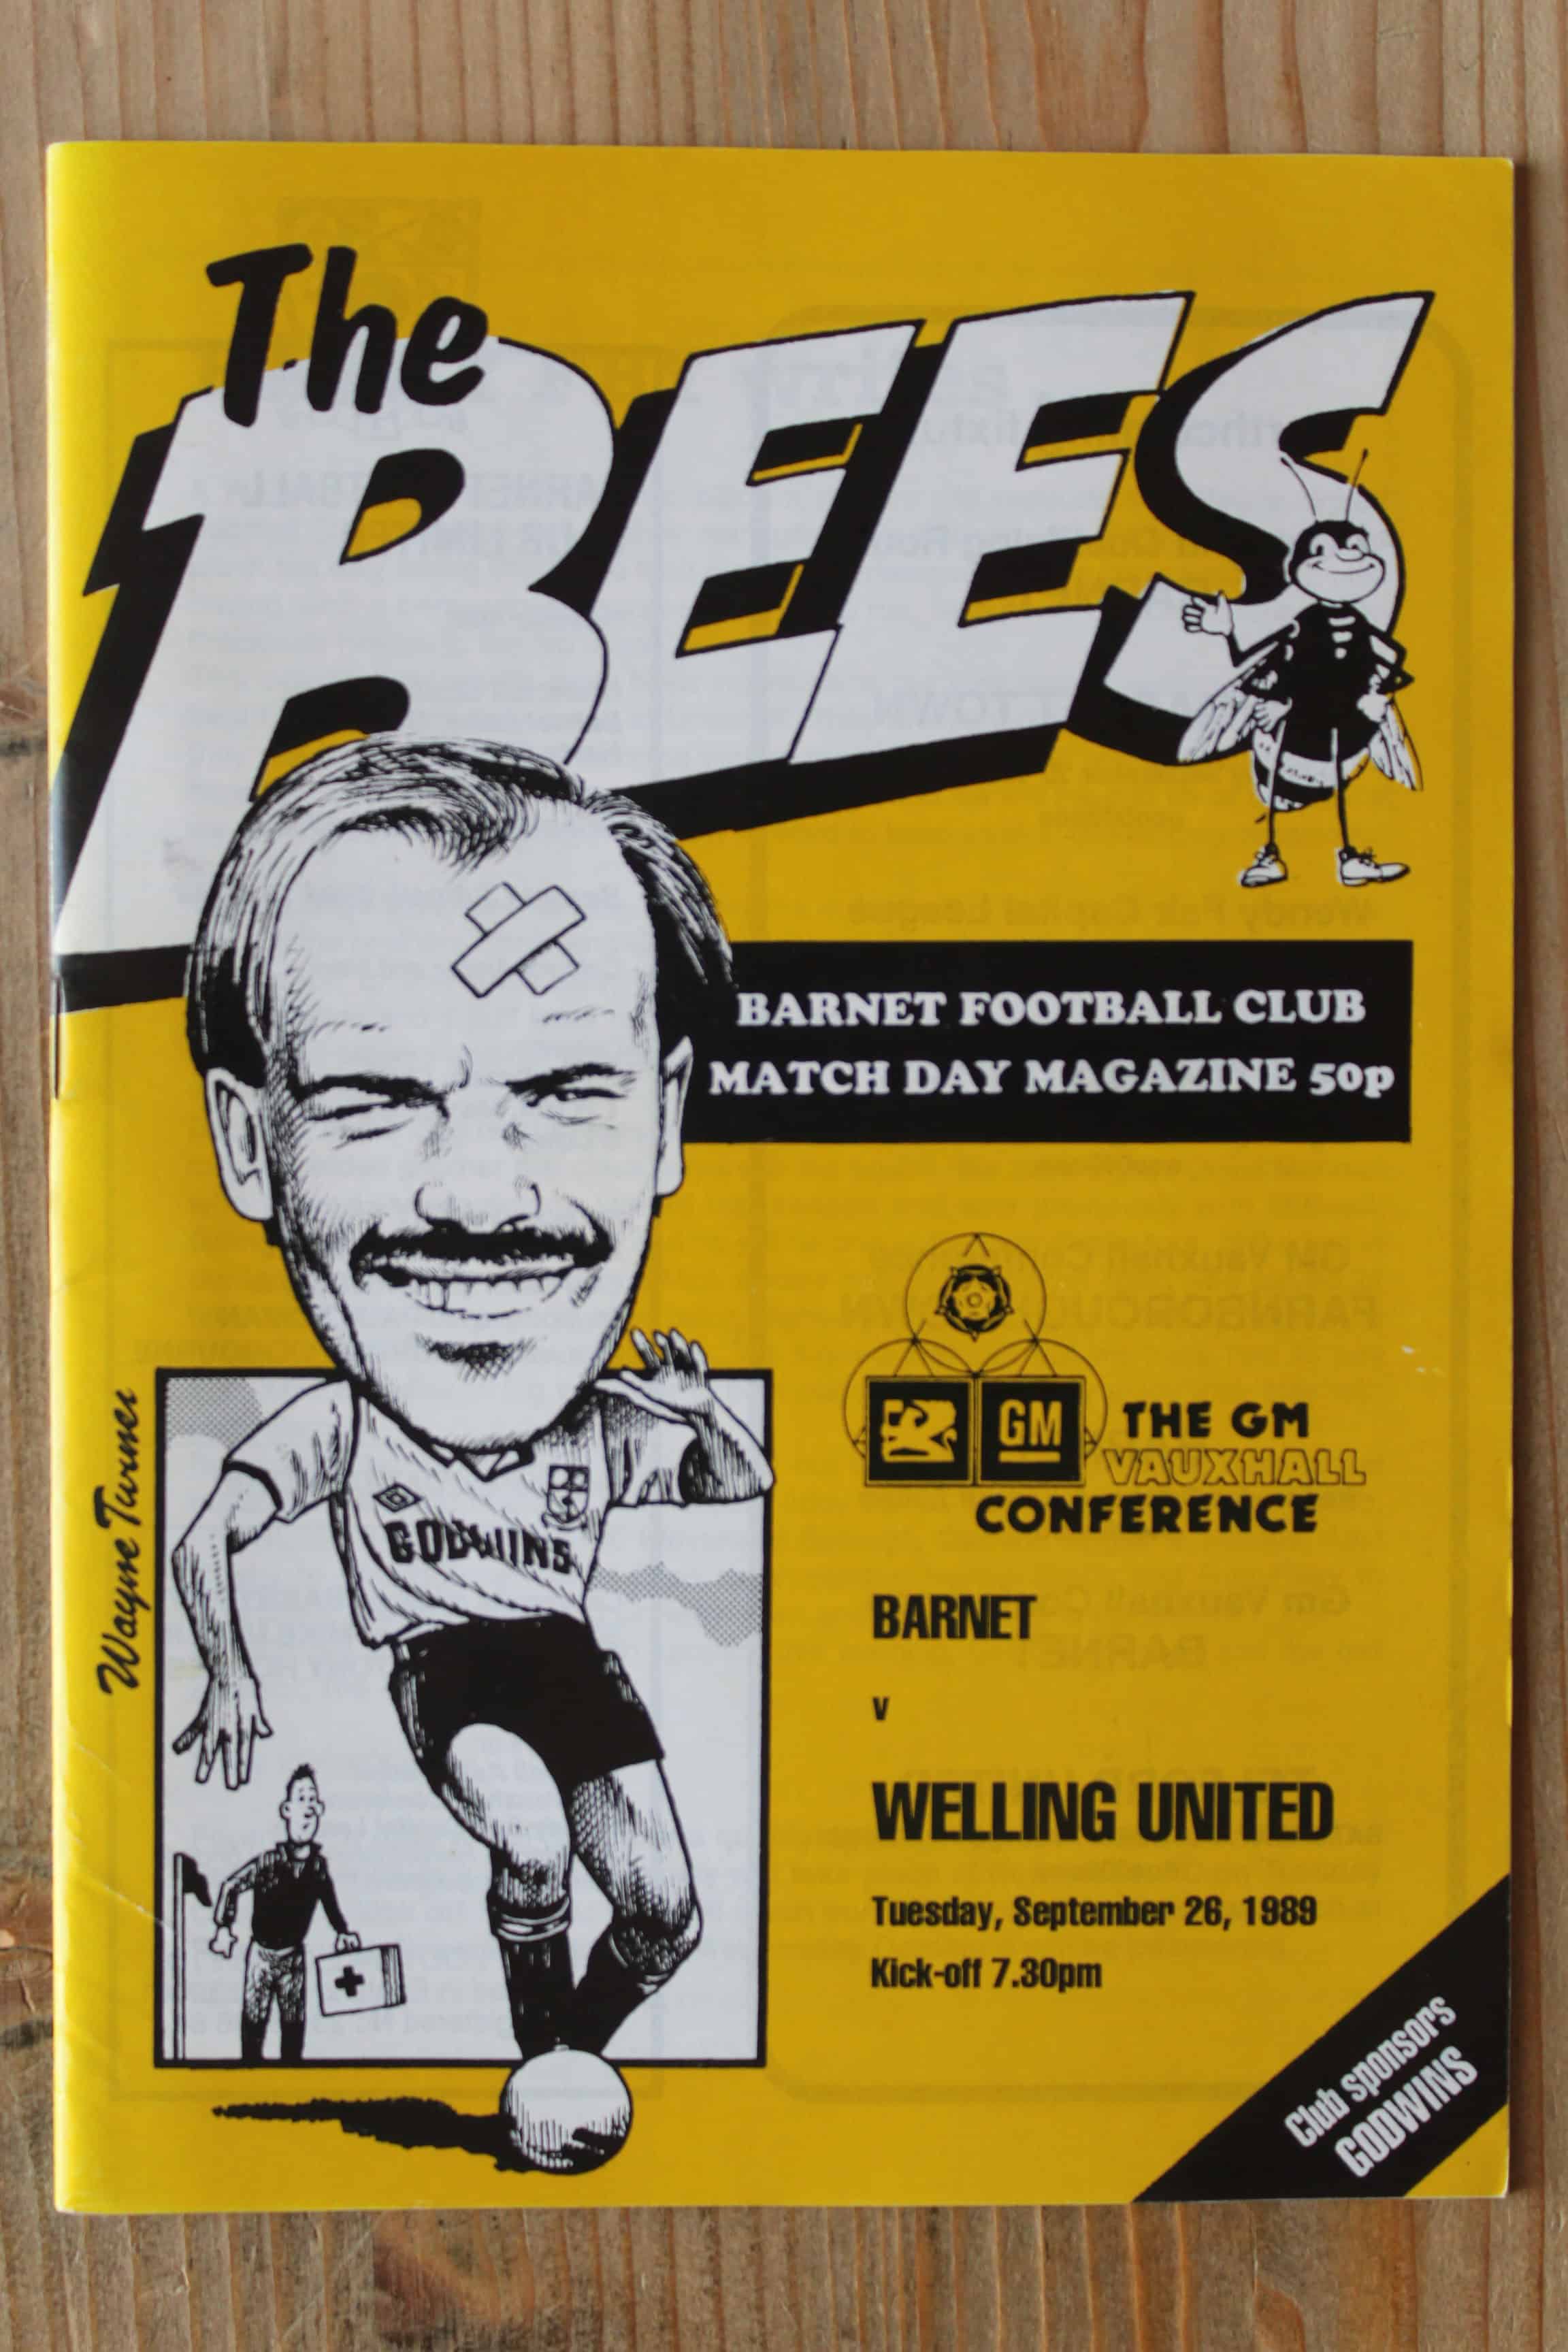 The
BEES
BARNET FOOTBALL CLUB
MATCH DAY MAGAZINE 50p
GM
THE GM
VAUXHALL
CONFERENCE
Wayne Turner
GODWINS
BARNET
v
WELLING UNITED
Tuesday, September 26, 1989
Kick-off 7.30pm
Club sponsors
GODWINS